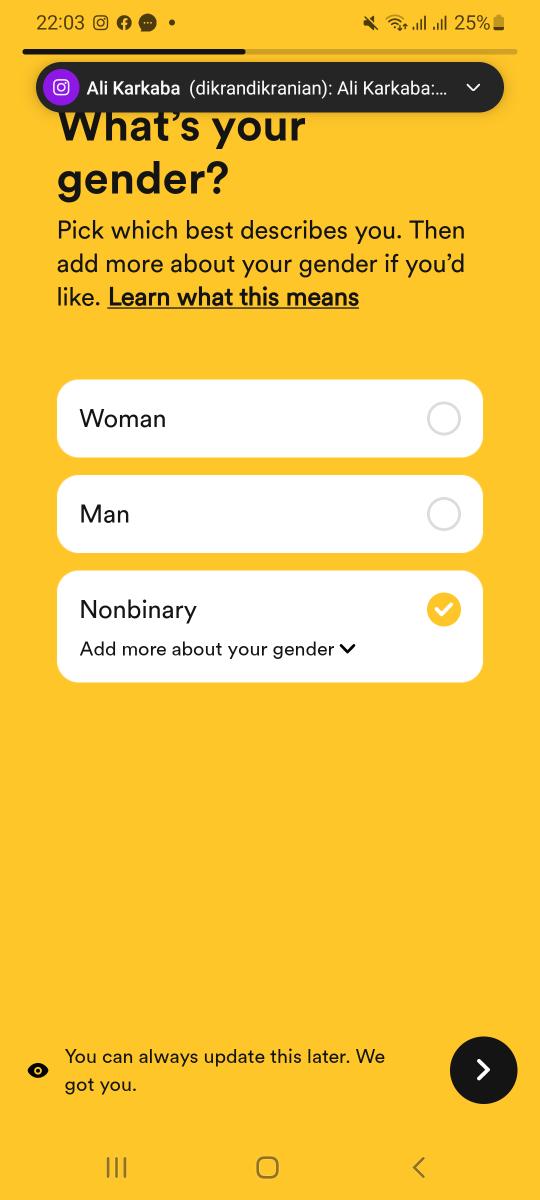 22:03
25%
Ali Karkaba (dikrandikranian): Ali Karkaba:...
What's your
gender?
Pick which best describes you. Then
add more about your gender if you'd
like. Learn what this means
Woman
Man
Nonbinary
Add more about your gender
You can always update this later. We
got you.